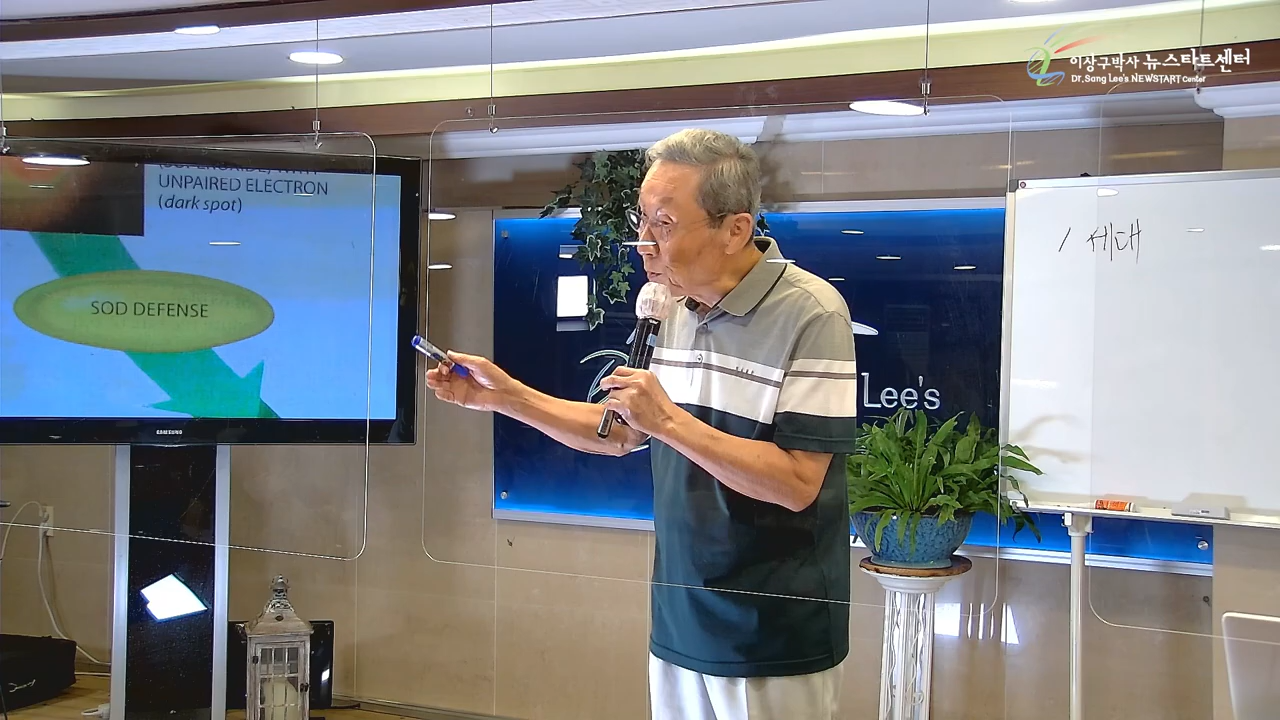 이상구박사 뉴스타트센터
Dr. Sang Lee's NEWSTART Center
UNPAIRED ELECTRON
(dark spot)
SOD DEFENSE
SAMSUNG
Lee's
1 세대